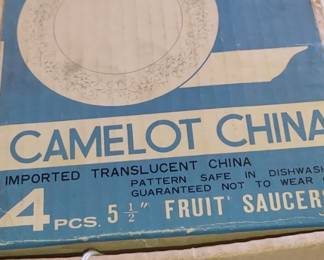 CAMELOT CHINA
IMPORTED TRANSLUCENT CHINA
PATTERN SAFE IN
GUARANTEED NOT TO WEAR
4 PCS. 5 1/2" FRUIT SAUCER